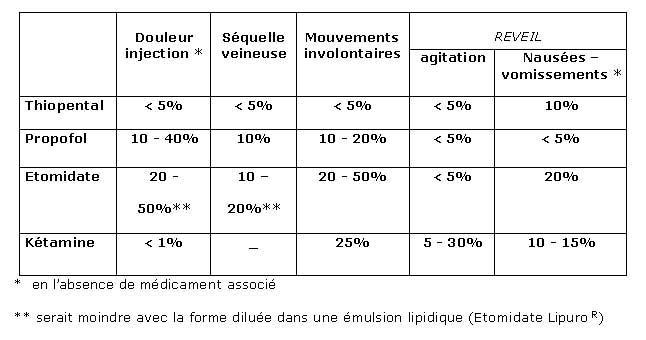 Douleur injection * Séquelle veineuse Mouvements involontaires REVEIL
agitation Nausées – vomissements *
Thiopental < 5% < 5% < 5% < 5% 10%
Propofol 10 - 40% 10% 10 - 20% < 5% < 5%
Etomidate 20 - 50%** 10 – 20%** 20 - 50% < 5% 20%
Kétamine < 1% _ 25% 5 - 30% 10 - 15%
* en l’absence de médicament associé
** serait moindre avec la forme diluée dans une émulsion lipidique (Etomidate Lipuro R)